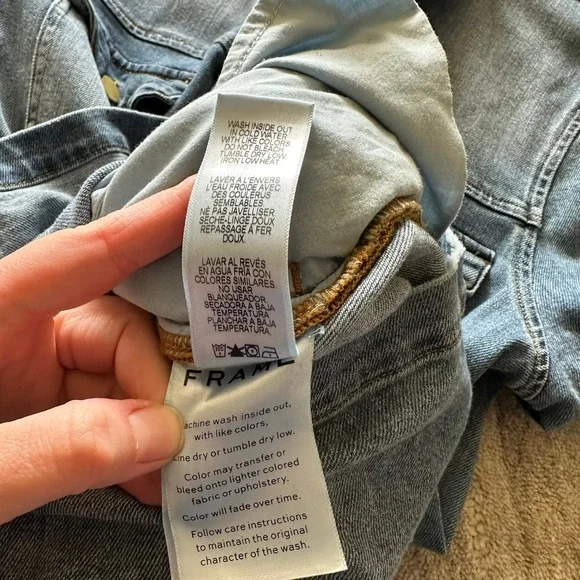 WASH INSIDE OUT
IN COLD WATER
WITH LIKE COLORS
DO NOT BLEACH.
TUMBLE DRY LOW.
IRON LOW HEAT
LAVER A L'ENVERS
L'EAU FROIDE AVEC
DES COULERUS
SEMBLABLES.
NÉ PAS JAVELLISER
SÈCHE-LINGE DOUX
REPASSAGE À FER
DOUX.
LAVAR AL REVÉS
EN AGUA FRIA CON
COLORES SIMILARES.
NO USAR
BLANQUEADOR.
SECADORA A BAJA
TEMPERATURA
PLANCHAR A BAJA
TEMPERATURA.
FRAME
achine wash inside out,
with like colors,
ine dry or tumble dry low.
Color may transfer or
bleed onto lighter colored
fabric or upholstery.
Color will fade over time.
Follow care instructions
to maintain the original
character of the wash.